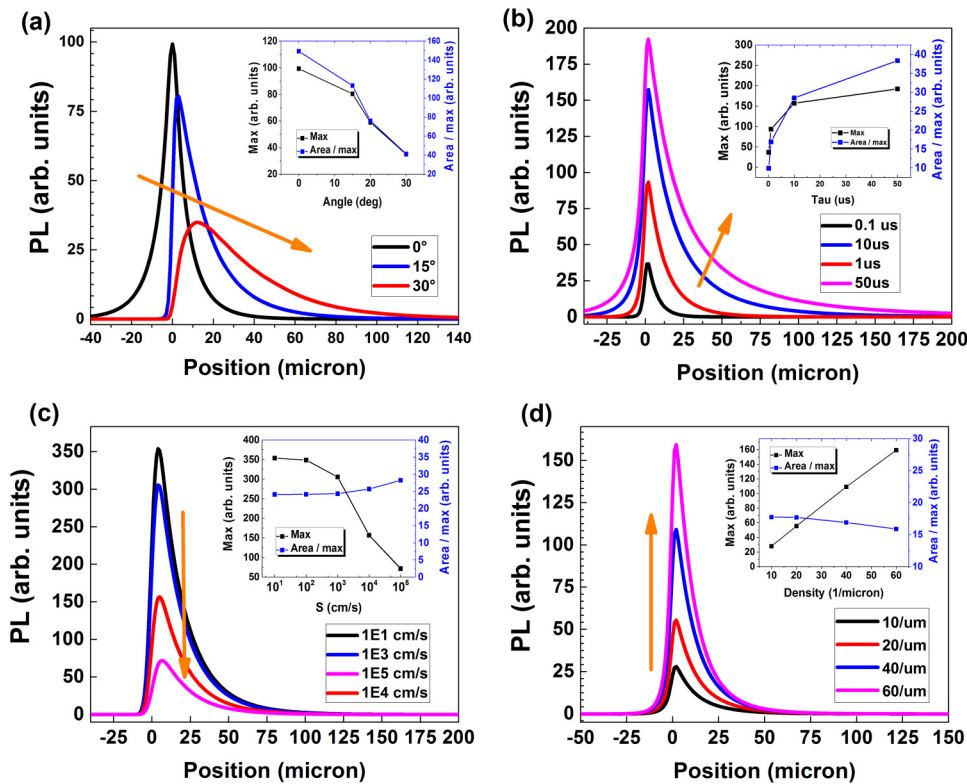 (a)
PL (arb. units)
100
75
50
25
0
-40 -20 0 20 40 60 80 100 120 140
Position (micron)
0°
15°
30°
Max (arb. units)
120
100
80
60
40
20
0 10 20 30
Angle (deg)
Area / max (arb. units)
160
140
120
100
80
60
40
20
Max
Area / max
(b)
PL (arb. units)
200
175
150
125
100
75
50
25
0
-25 0 25 50 75 100 125 150 175 200
Position (micron)
0.1 us
10us
1us
50us
Max (arb. units)
300
250
200
150
100
50
0
0 10 20 30 40 50
Tau (us)
Area / max (arb. units)
40
35
30
25
20
15
10
Max
Area / max
(c)
PL (arb. units)
350
300
250
200
150
100
50
0
-25 0 25 50 75 100 125 150 175 200
Position (micron)
1E1 cm/s
1E3 cm/s
1E5 cm/s
1E4 cm/s
Max (arb. units)
400
350
300
250
200
150
100
50
10¹ 10² 10³ 10⁴ 10⁵
S (cm/s)
Area / max (arb. units)
40
35
30
25
20
15
10
5
0
Max
Area / max
(d)
PL (arb. units)
150
125
100
75
50
25
0
-50 -25 0 25 50 75 100 125 150
Position (micron)
10/um
20/um
40/um
60/um
Max (arb. units)
160
140
120
100
80
60
40
20
0
10 20 30 40 50 60
Density (1/micron)
Area / max (arb. units)
30
25
20
15
10
Max
Area / max